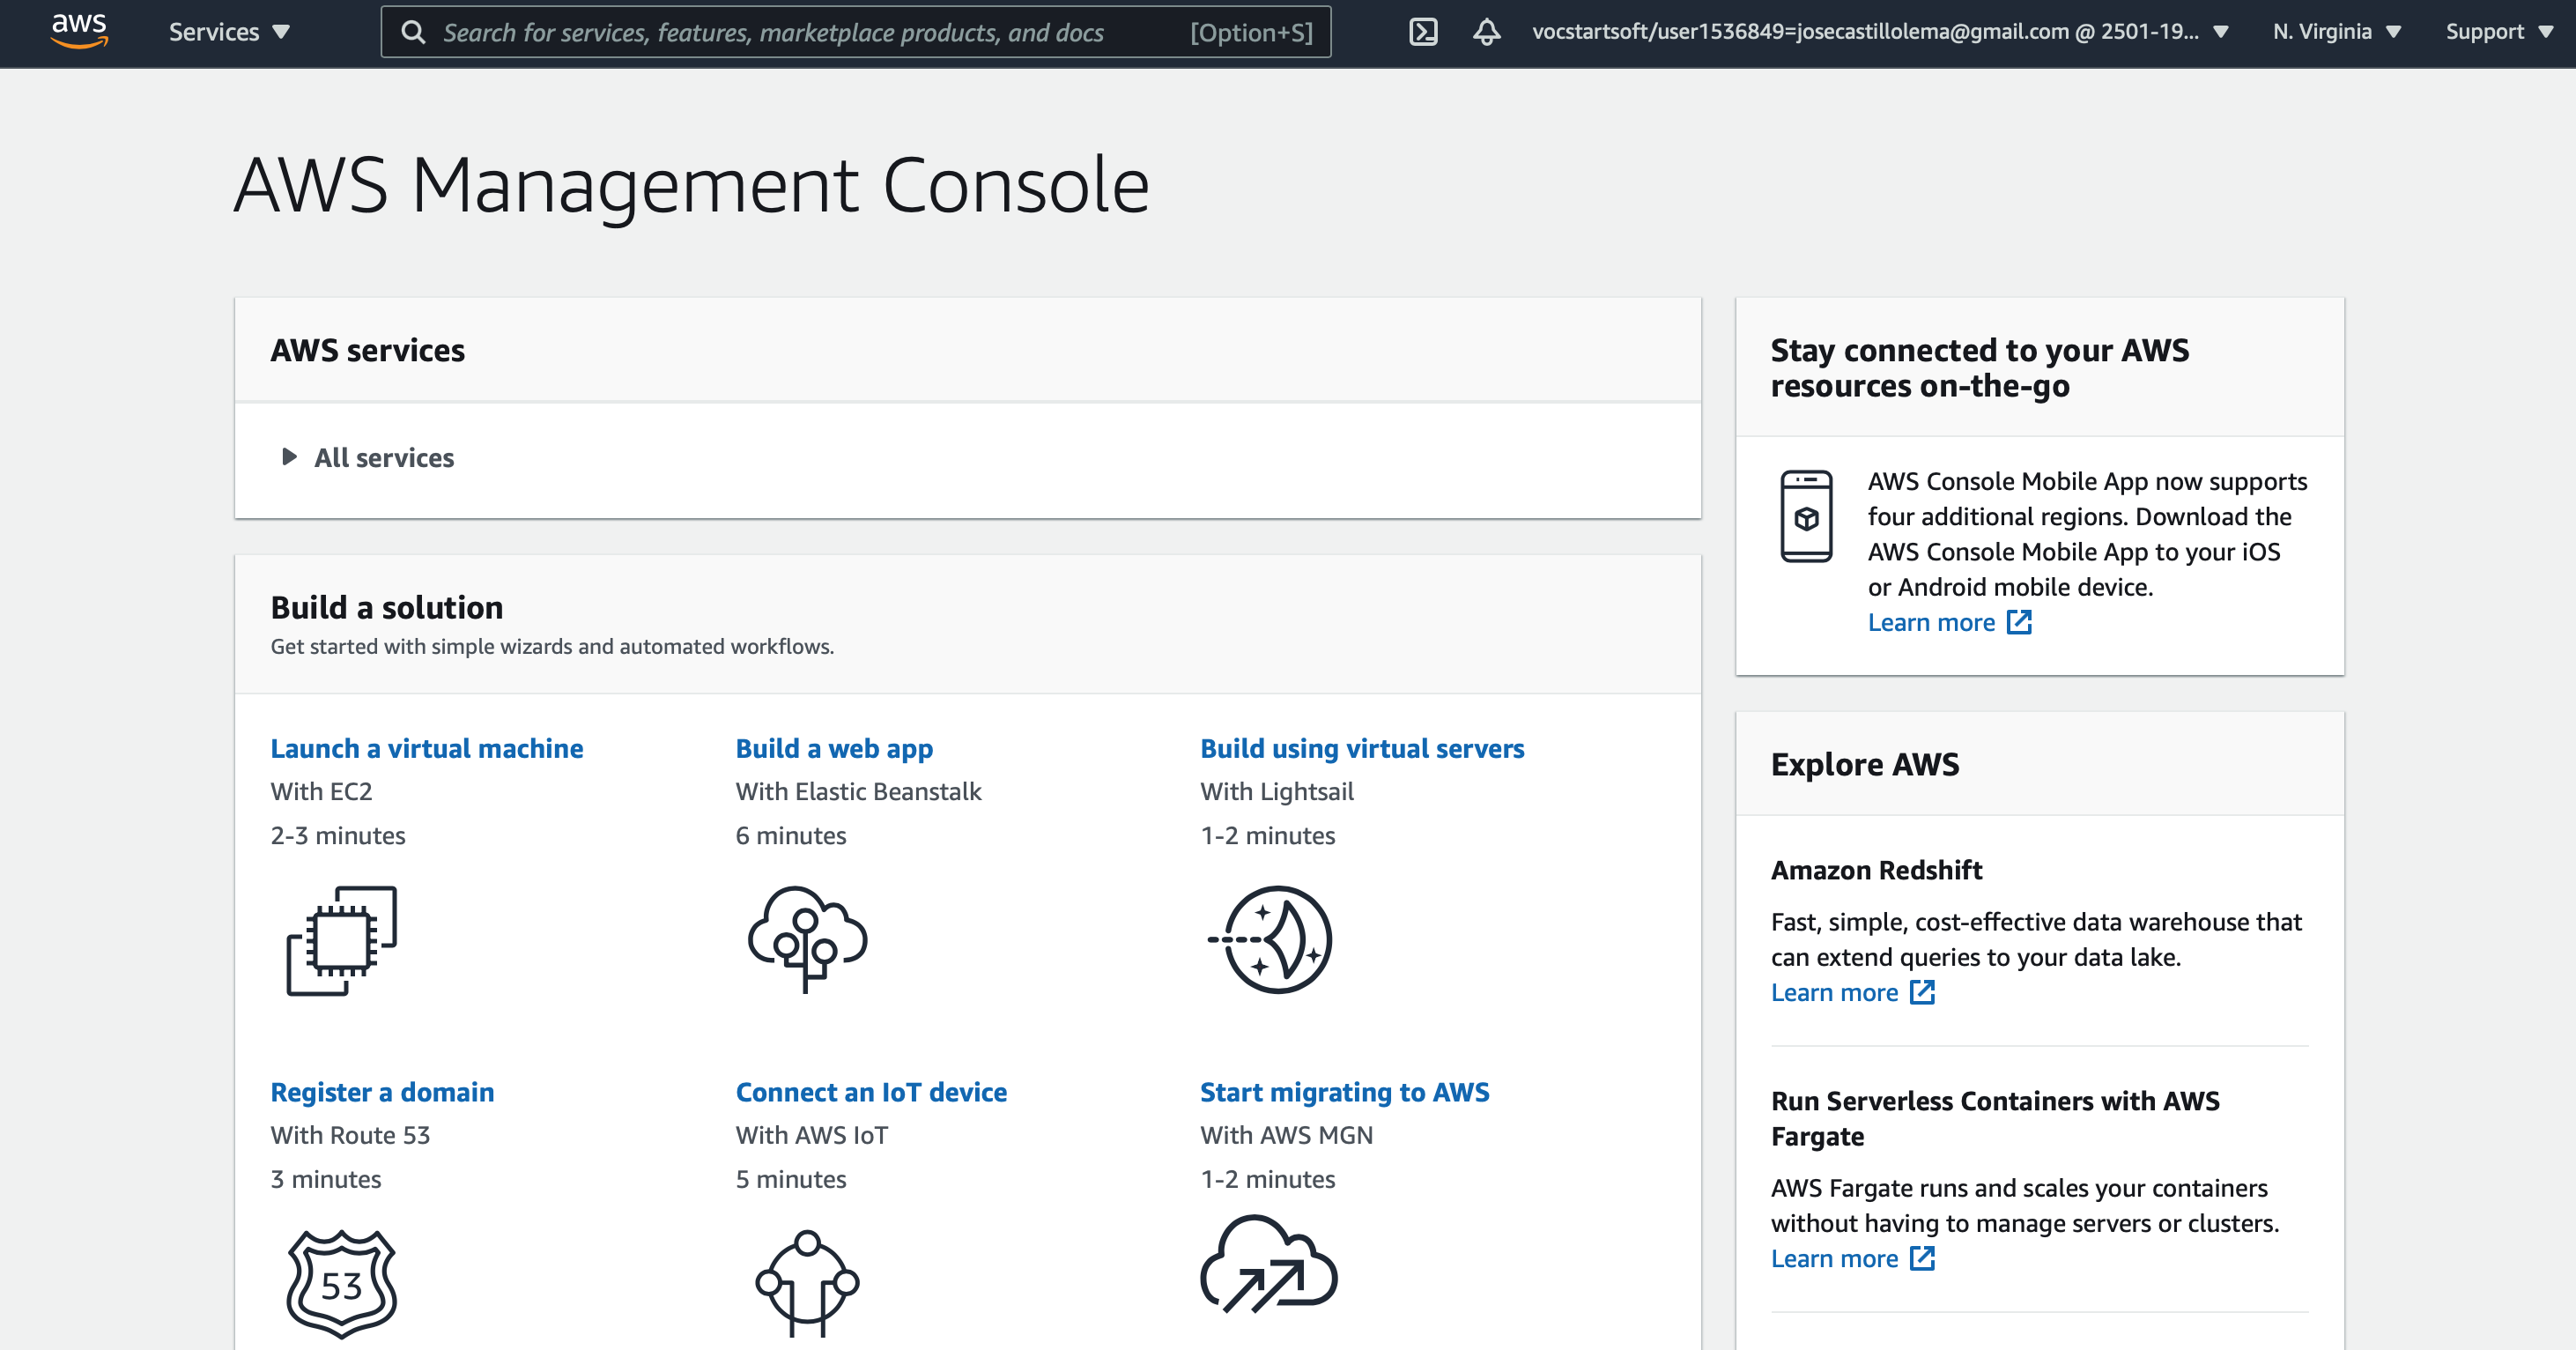 aws
Services
Search for services, features, marketplace products, and docs
[Option+S]
vocstartsoft/user1536849=josecastillolema@gmail.com @ 2501-19...
N. Virginia
Support
AWS Management Console
AWS services
All services
Build a solution
Get started with simple wizards and automated workflows.
Launch a virtual machine
With EC2
2-3 minutes
Build a web app
With Elastic Beanstalk
6 minutes
Build using virtual servers
With Lightsail
1-2 minutes
Register a domain
With Route 53
3 minutes
53
Connect an IoT device
With AWS IoT
5 minutes
Start migrating to AWS
With AWS MGN
1-2 minutes
Stay connected to your AWS
resources on-the-go
AWS Console Mobile App now supports
four additional regions. Download the
AWS Console Mobile App to your iOS
or Android mobile device.
Learn more
Explore AWS
Amazon Redshift
Fast, simple, cost-effective data warehouse that
can extend queries to your data lake.
Learn more
Run Serverless Containers with AWS
Fargate
AWS Fargate runs and scales your containers
without having to manage servers or clusters.
Learn more